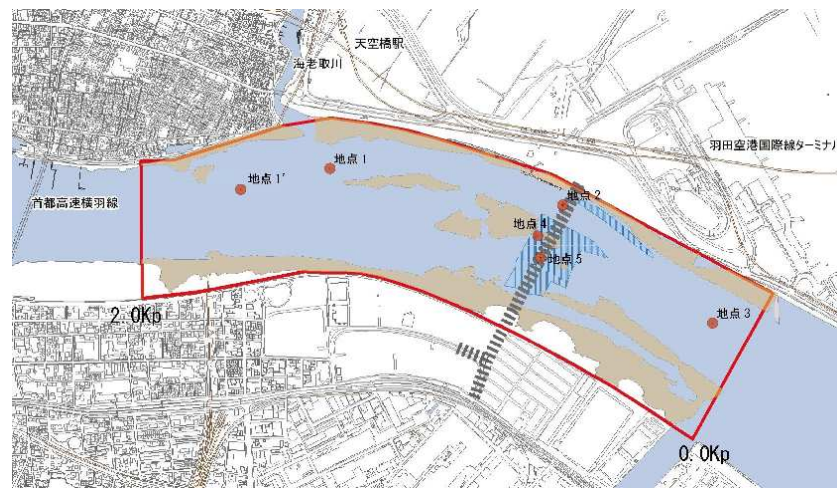 天空橋駅
海老取川
羽田空港国際線ターミナル
地点1
地点1'
首都高速横羽線
地点2
地点4
地点5
地点3
2.0Kp
0.0Kp